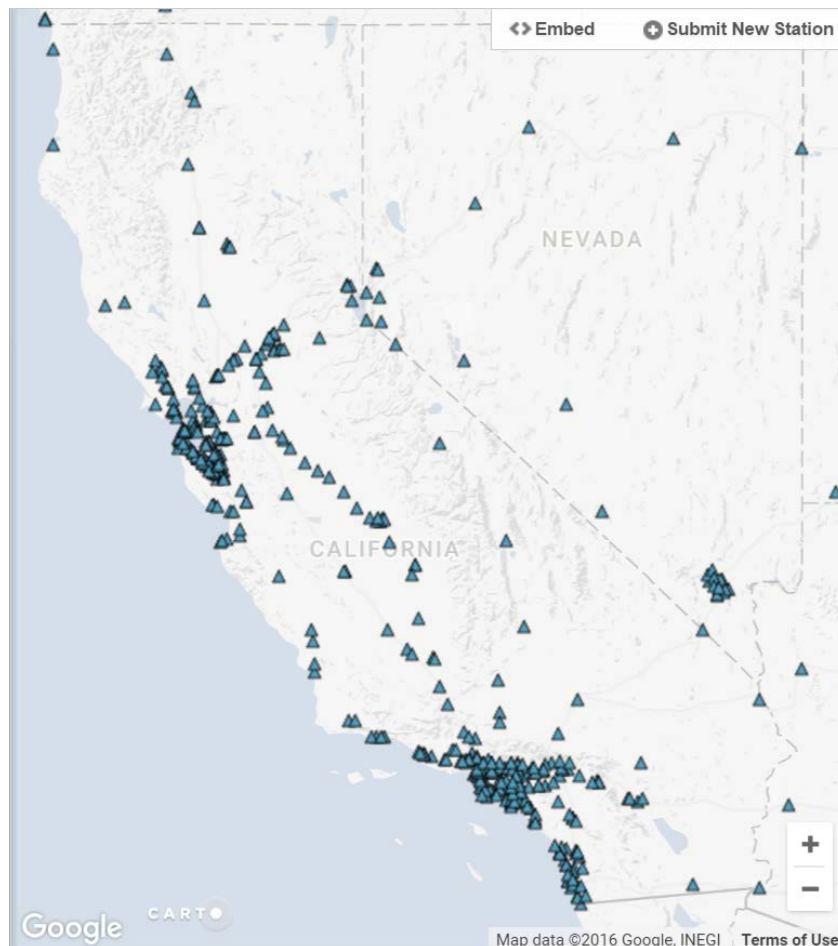 <> Embed
Submit New Station
NEVADA
CALIFORNIA
+
−
CARTO
Google
Map data ©2016 Google, INEGI
Terms of Use